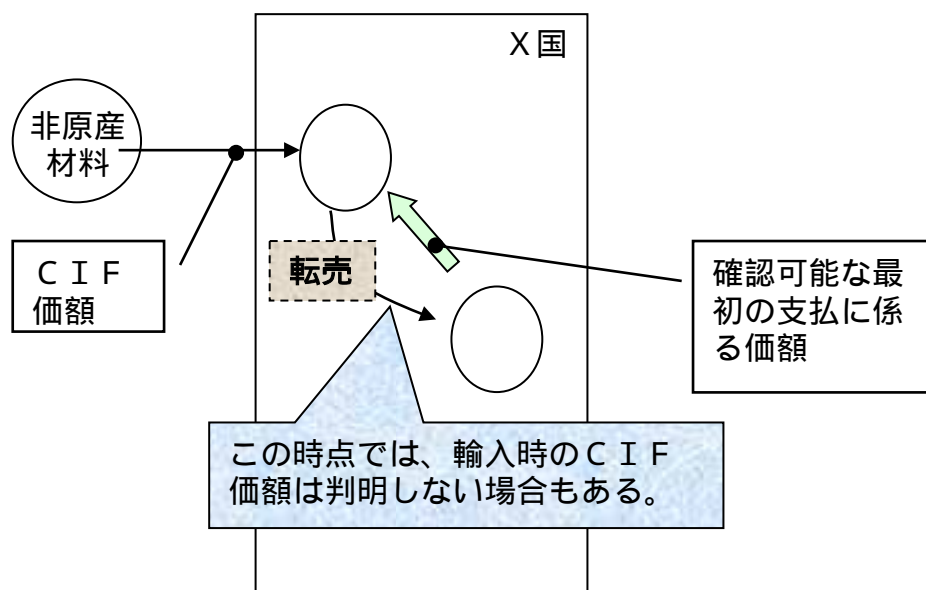 Ｘ国
非原産
材料
ＣＩＦ
価額
転売
確認可能な最
初の支払に係
る価額
この時点では、輸入時のＣＩＦ
価額は判明しない場合もある。